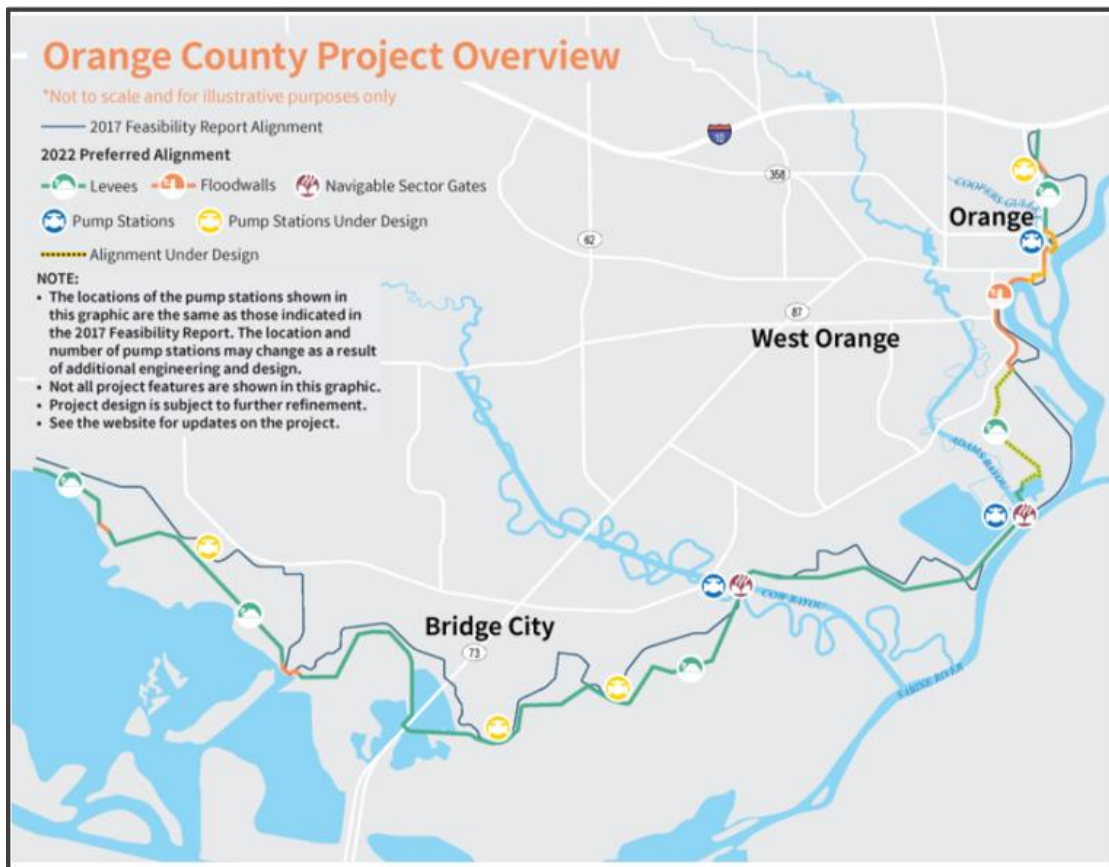 Orange County Project Overview
*Not to scale and for illustrative purposes only
2017 Feasibility Report Alignment
2022 Preferred Alignment
Levees Floodwalls Navigable Sector Gates
Pump Stations Pump Stations Under Design
Alignment Under Design
NOTE:
• The locations of the pump stations shown in
this graphic are the same as those indicated in
the 2017 Feasibility Report. The location and
number of pump stations may change as a result
of additional engineering and design.
• Not all project features are shown in this graphic.
• Project design is subject to further refinement.
• See the website for updates on the project.
10
358
COOPERS GULLY
Orange
62
87
West Orange
ADAMS BAYOU
COW BAYOU
Bridge City
73
SABINE RIVER